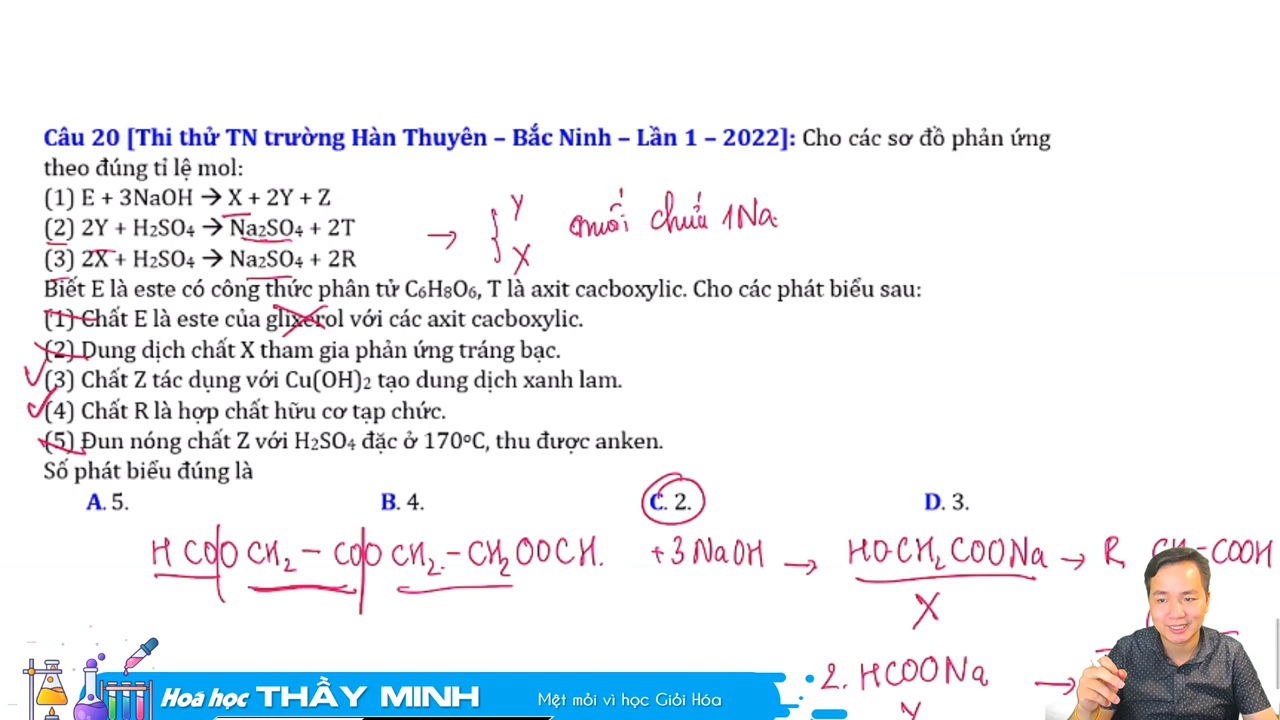 Câu 20 [Thi thử TN trường Hàn Thuyên – Bắc Ninh – Lần 1 – 2022]: Cho các sơ đồ phản ứng
theo đúng tỉ lệ mol:
(1) E + 3NaOH → X + 2Y + Z
(2) 2Y + H₂SO₄ → Na₂SO₄ + 2T
(3) 2X + H₂SO₄ → Na₂SO₄ + 2R
→ { Y X muối chứa 1Na
Biết E là este có công thức phân tử C₆H₈O₆, T là axit cacboxylic. Cho các phát biểu sau:
(1) Chất E là este của glixerol với các axit cacboxylic.
(2) Dung dịch chất X tham gia phản ứng tráng bạc.
(3) Chất Z tác dụng với Cu(OH)₂ tạo dung dịch xanh lam.
(4) Chất R là hợp chất hữu cơ tạp chức.
(5) Đun nóng chất Z với H₂SO₄ đặc ở 170°C, thu được anken.
Số phát biểu đúng là
A. 5. B. 4. C. 2. D. 3.
HCOOCH₂ – COOCH₂ – CH₂OOCH. + 3NaOH → HO-CH₂COONa → R CH₂-COOH
X
2. HCOONa →
Y
Hoá học THẦY MINH Mệt mỏi vì học Giỏi Hóa